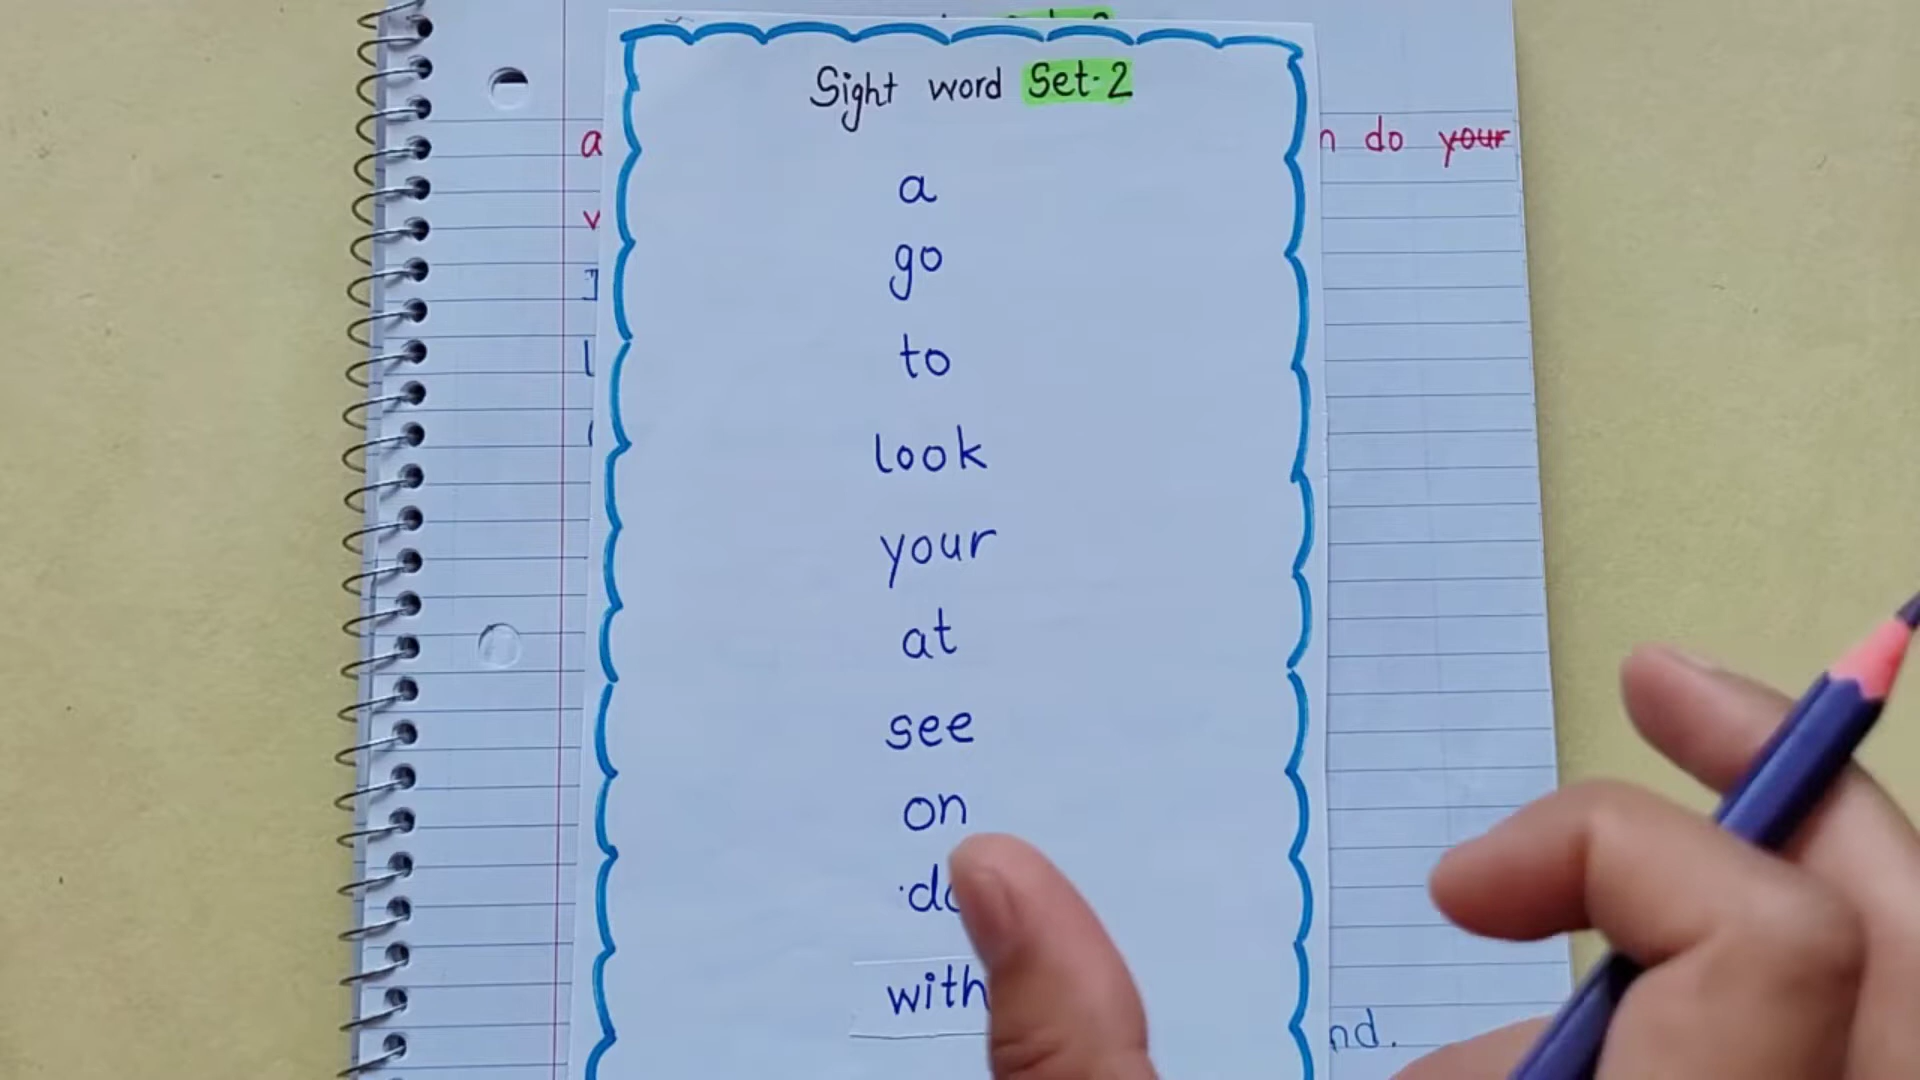 Sight word Set-2
a
do your
go
to
look
your
at
see
on
with
nd.